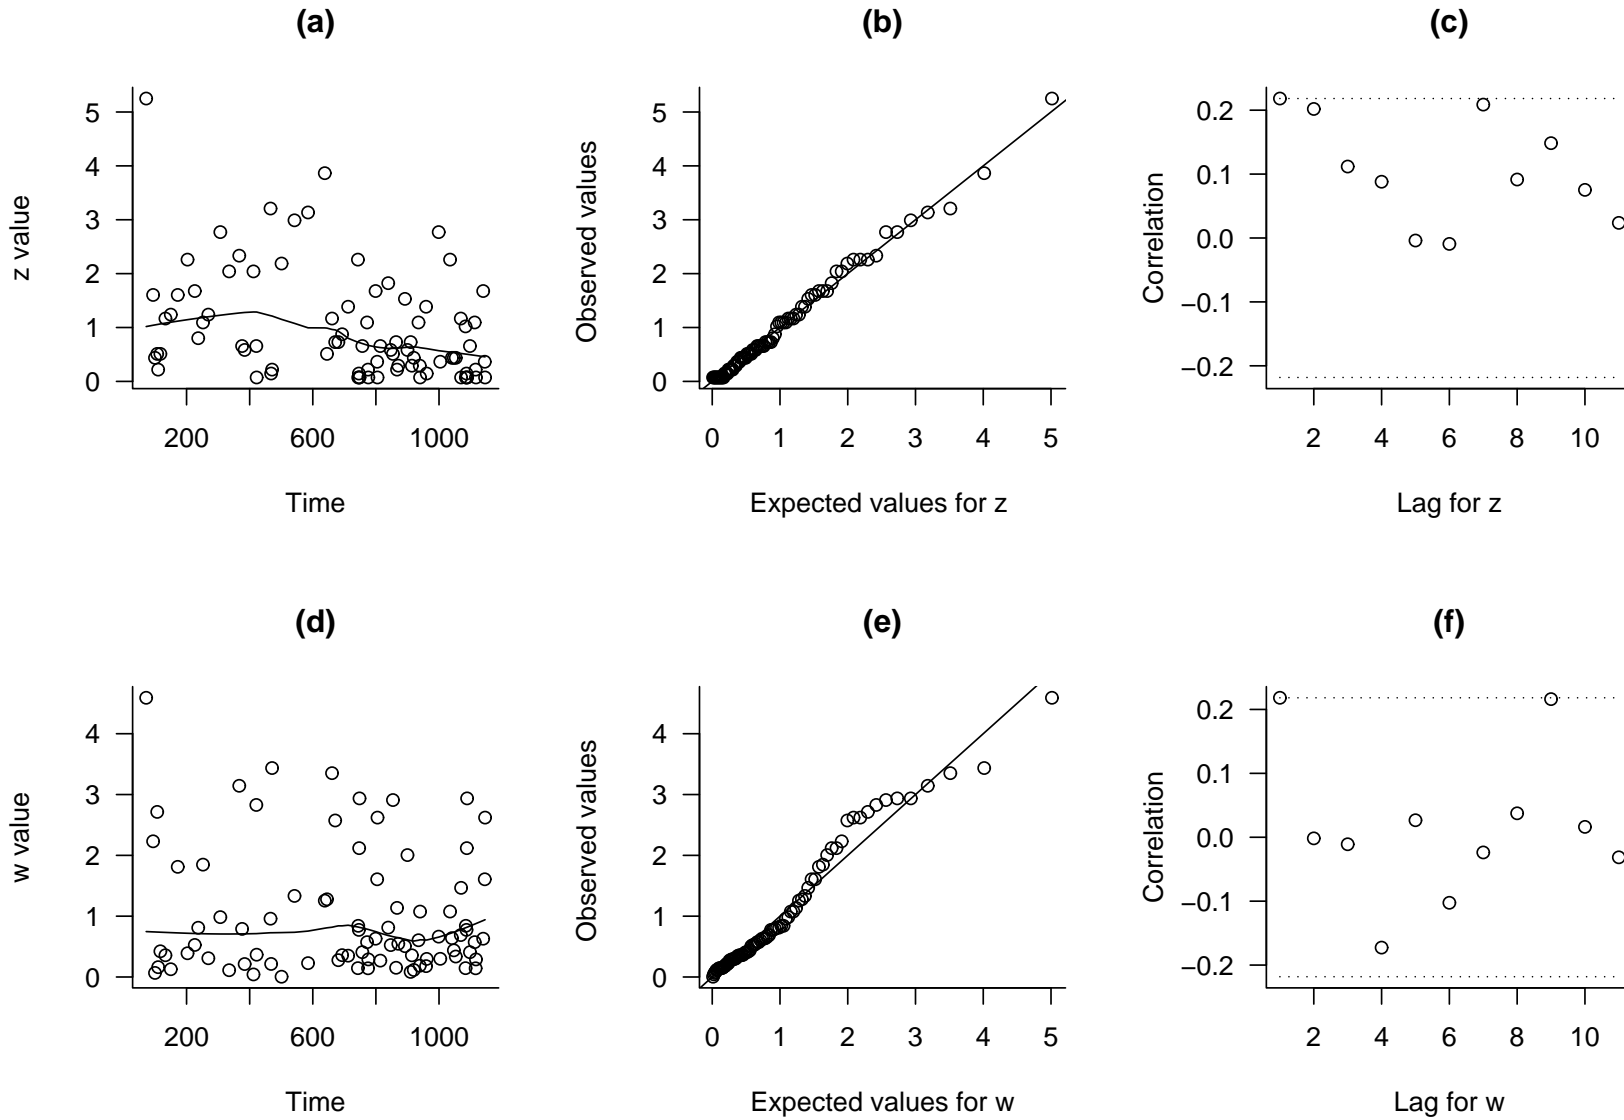 (a)
z value
5
4
3
2
1
0
200 600 1000
Time
(b)
Observed values
5
4
3
2
1
0
0 1 2 3 4 5
Expected values for z
(c)
Correlation
0.2
0.1
0.0
−0.1
−0.2
2 4 6 8 10
Lag for z
(d)
w value
4
3
2
1
0
200 600 1000
Time
(e)
Observed values
4
3
2
1
0
0 1 2 3 4 5
Expected values for w
(f)
Correlation
0.2
0.1
0.0
−0.1
−0.2
2 4 6 8 10
Lag for w